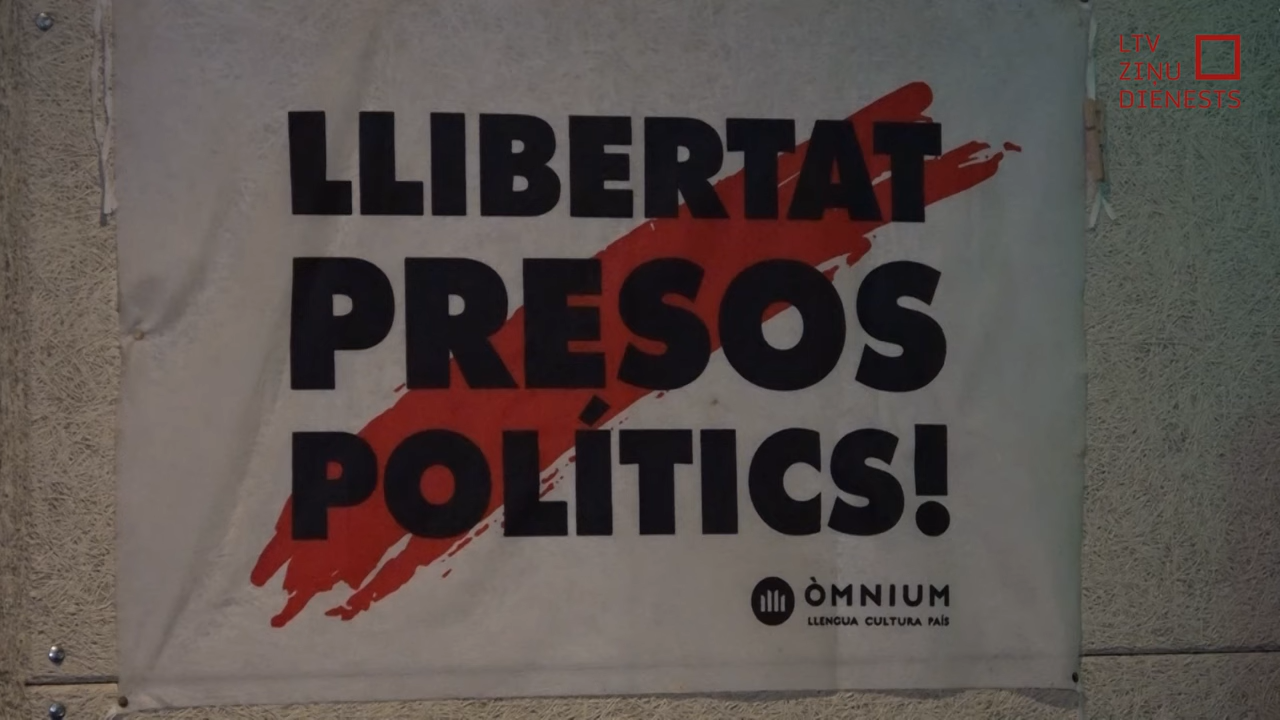 LLIBERTAT
PRESOS
POLÍTICS!
ÒMNIUM
LLENGUA CULTURA PAÍS
LTV
ZIŅU
DIENESTS